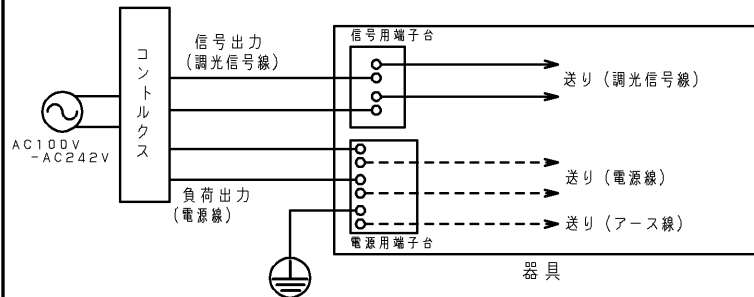 AC100V
-AC242V
コントルクス
信号出力
(調光信号線)
負荷出力
(電源線)
信号用端子台
送り(調光信号線)
送り(電源線)
送り(アース線)
電源用端子台
器具